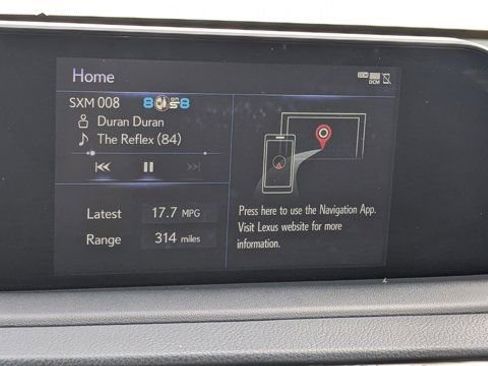 Home
DCM
SXM 008
Duran Duran
The Reflex (84)
Latest 17.7 MPG
Range 314 miles
Press here to use the Navigation App.
Visit Lexus website for more
information.